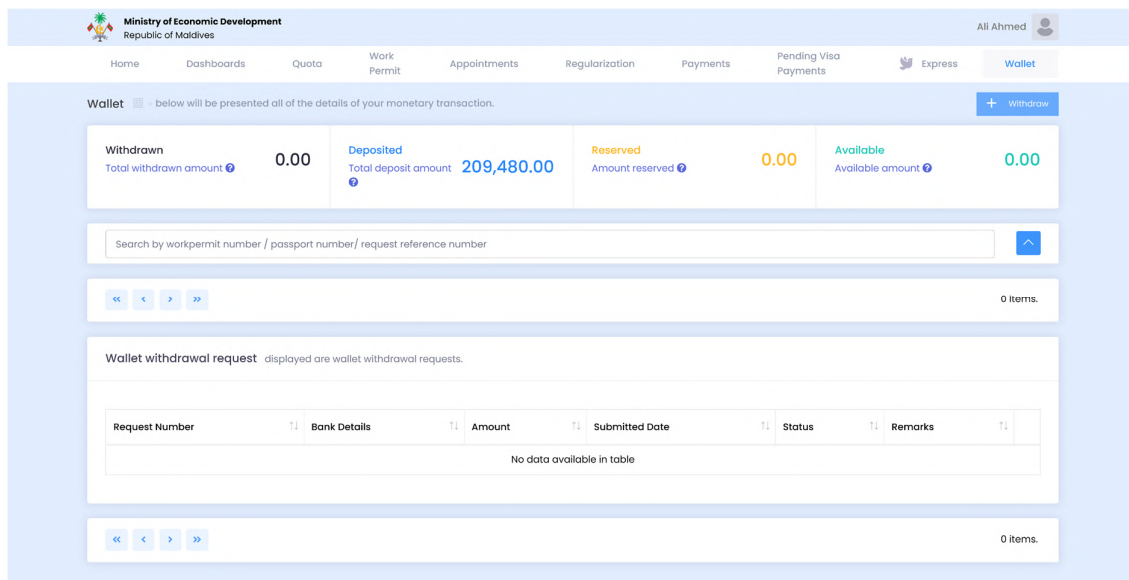 Ministry of Economic Development
Republic of Maldives
Ali Ahmed
Home
Dashboards
Quota
Work
Permit
Appointments
Regularization
Payments
Pending Visa
Payments
Express
Wallet
Wallet - below will be presented all of the details of your monetary transaction.
+ Withdraw
Withdrawn
Total withdrawn amount ?
0.00
Deposited
Total deposit amount
?
209,480.00
Reserved
Amount reserved ?
0.00
Available
Available amount ?
0.00
Search by workpermit number / passport number/ request reference number
« ‹ › »
0 Items.
Wallet withdrawal request displayed are wallet withdrawal requests.
Request Number ↑↓ Bank Details ↑↓ Amount ↑↓ Submitted Date ↑↓ Status ↑↓ Remarks ↑↓
No data available in table
« ‹ › »
0 items.